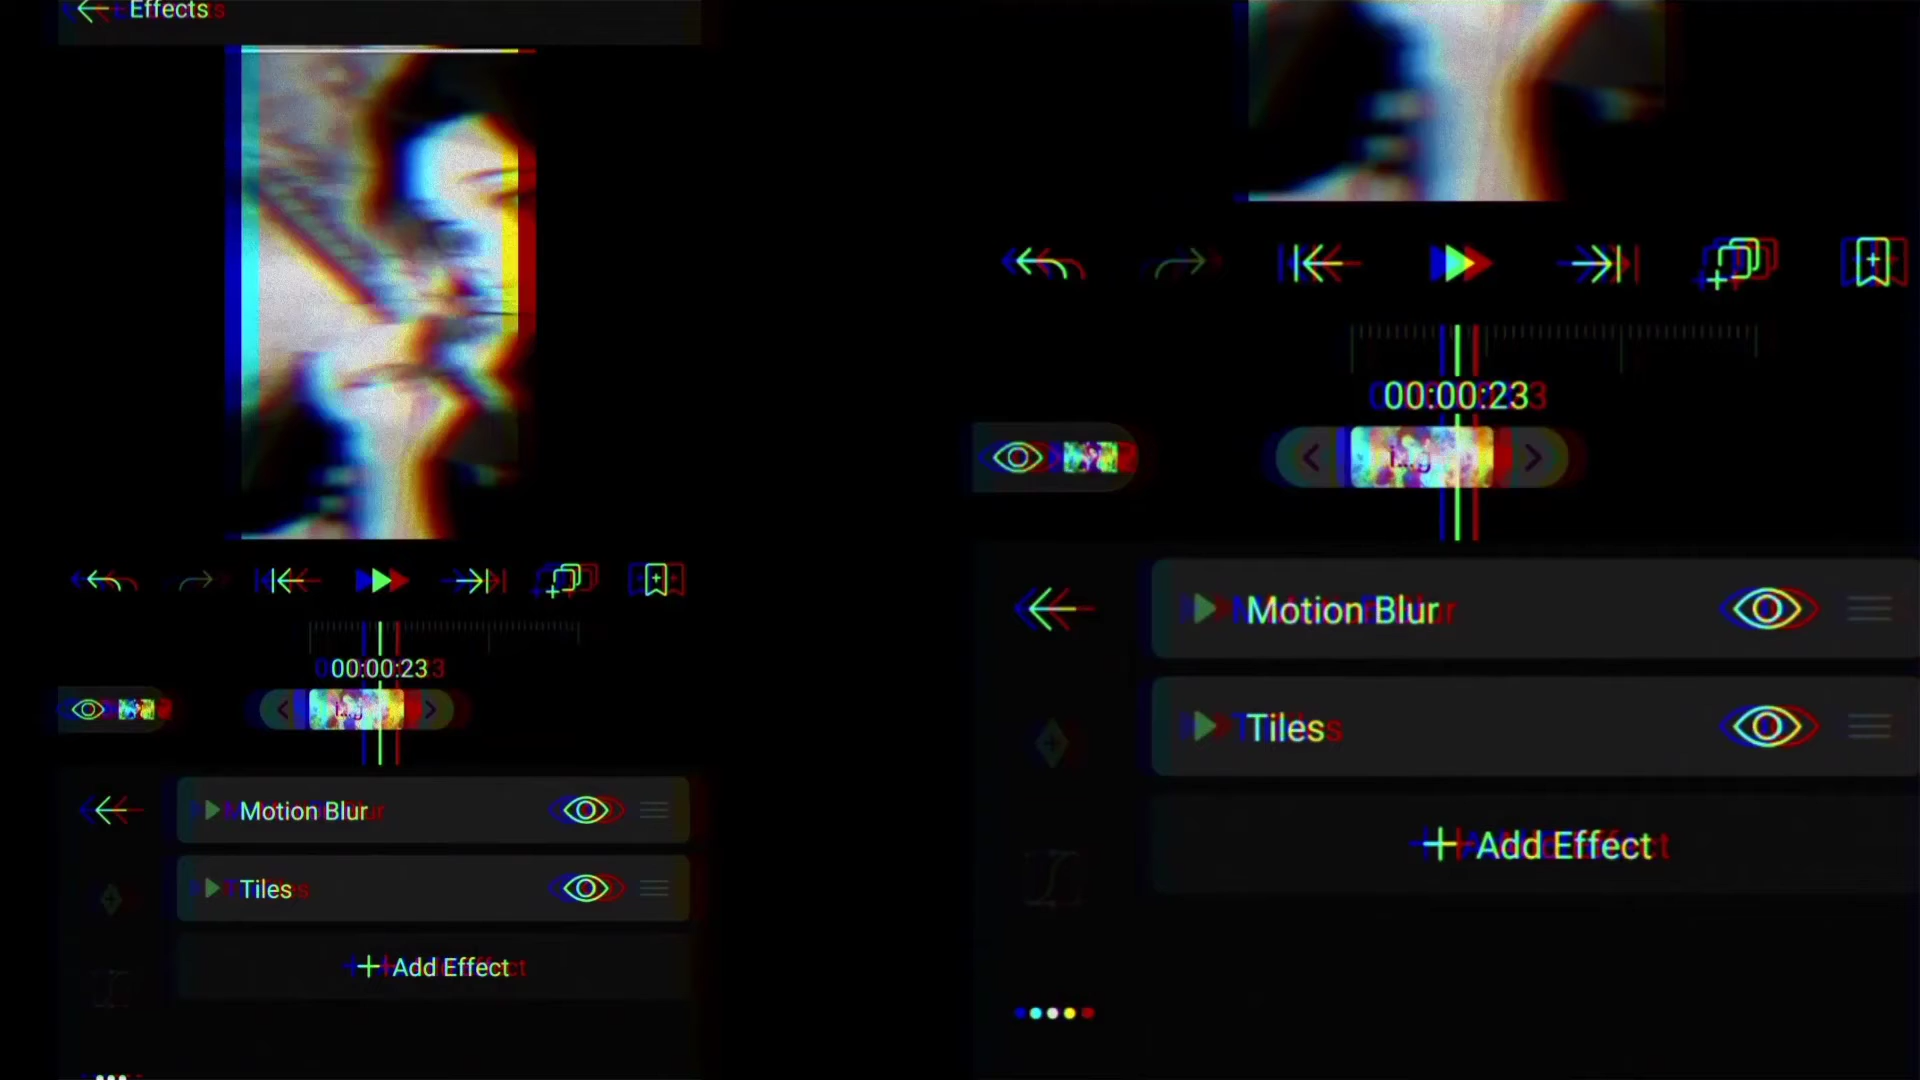 Effects
00:00:23
i...g
Motion Blur
Tiles
Add Effect
00:00:23
i...g
Motion Blur
Tiles
Add Effect